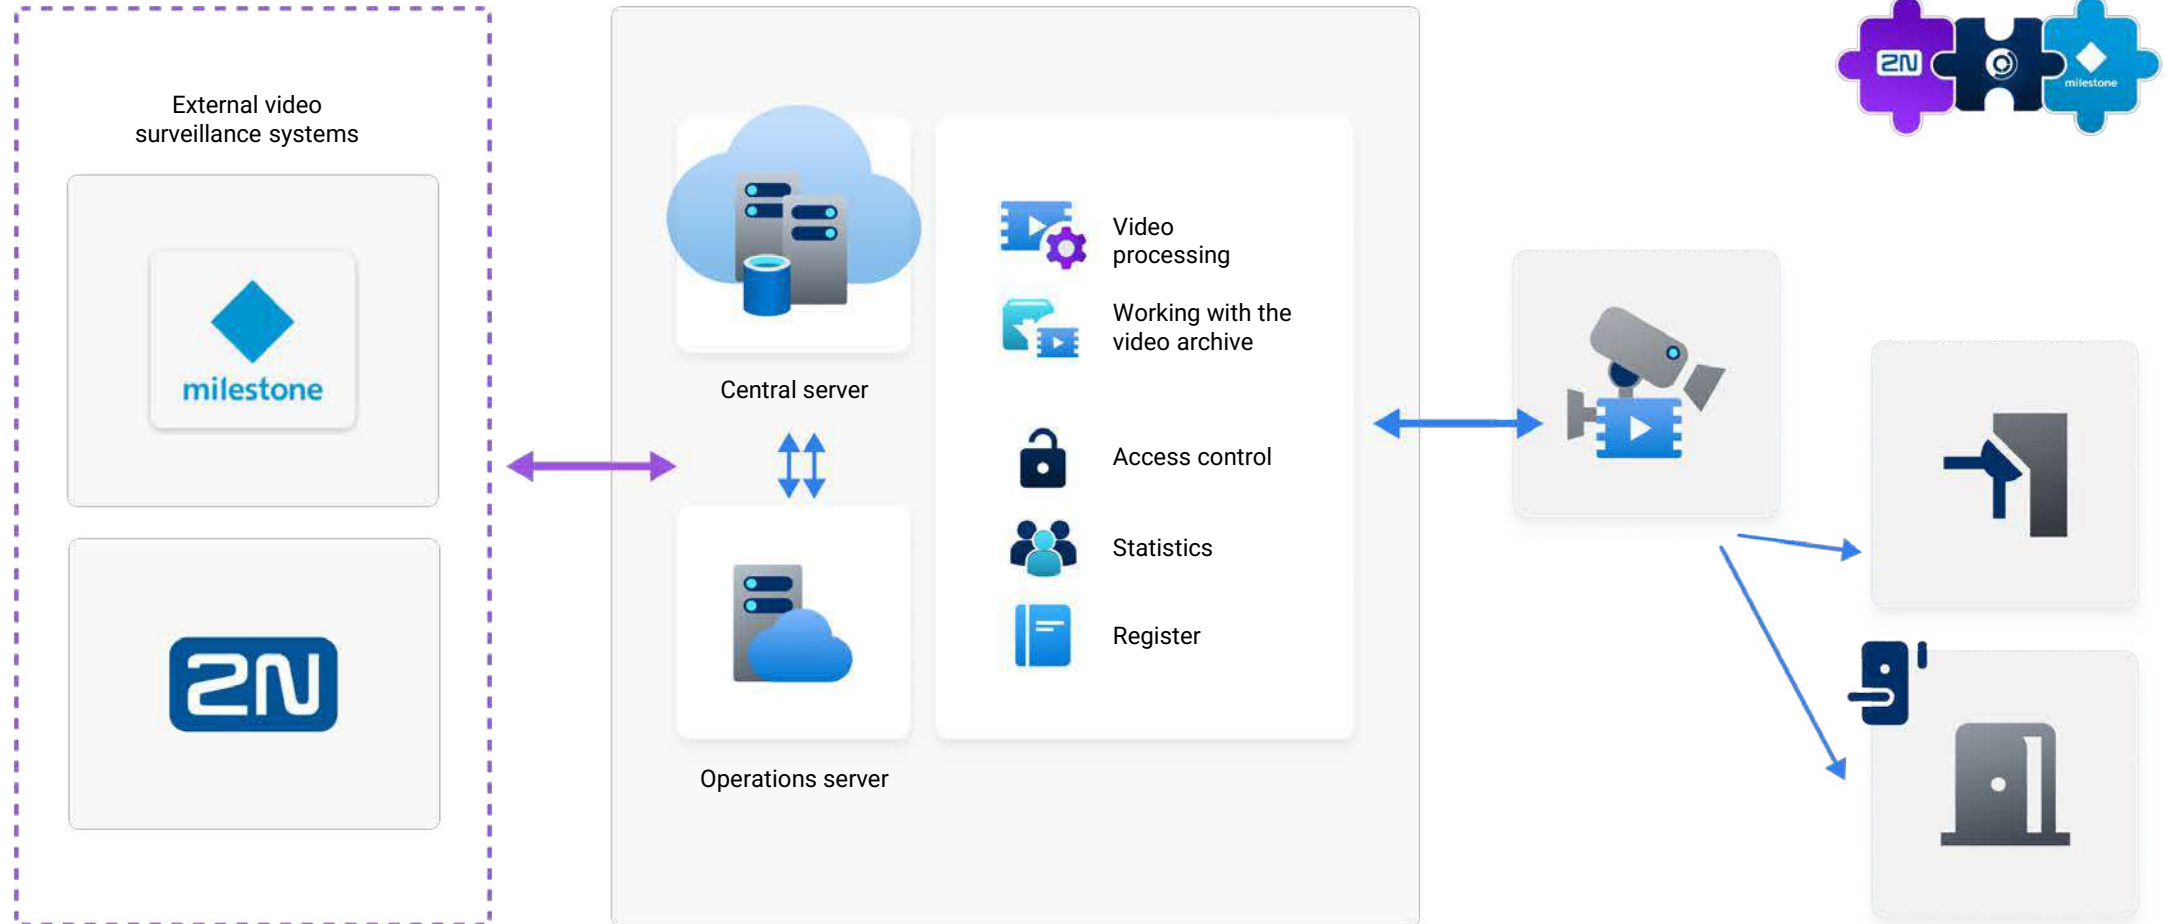 External video
surveillance systems
milestone
2N
Central server
Operations server
Video
processing
Working with the
video archive
Access control
Statistics
Register
2N
milestone